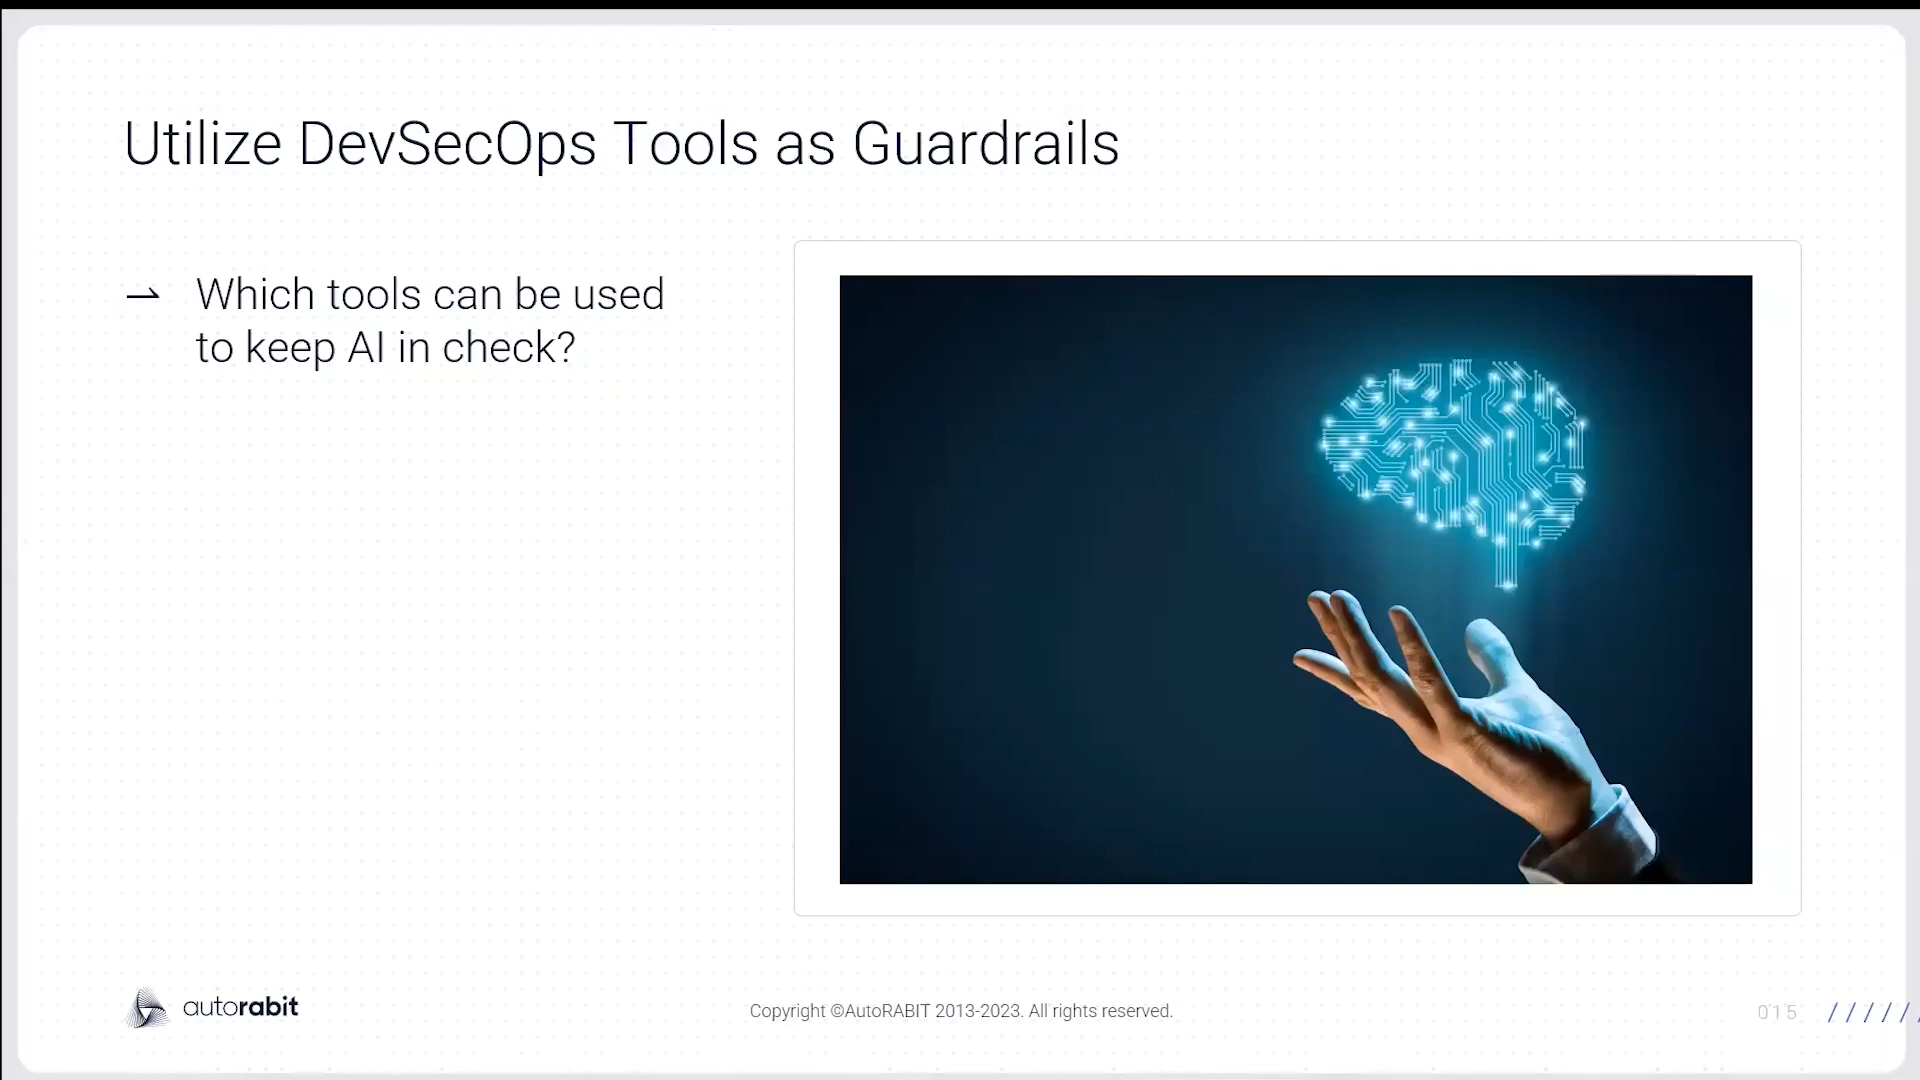 Utilize DevSecOps Tools as Guardrails
Which tools can be used
to keep AI in check?
autorabit
Copyright ©AutoRABIT 2013-2023. All rights reserved.
015
//////